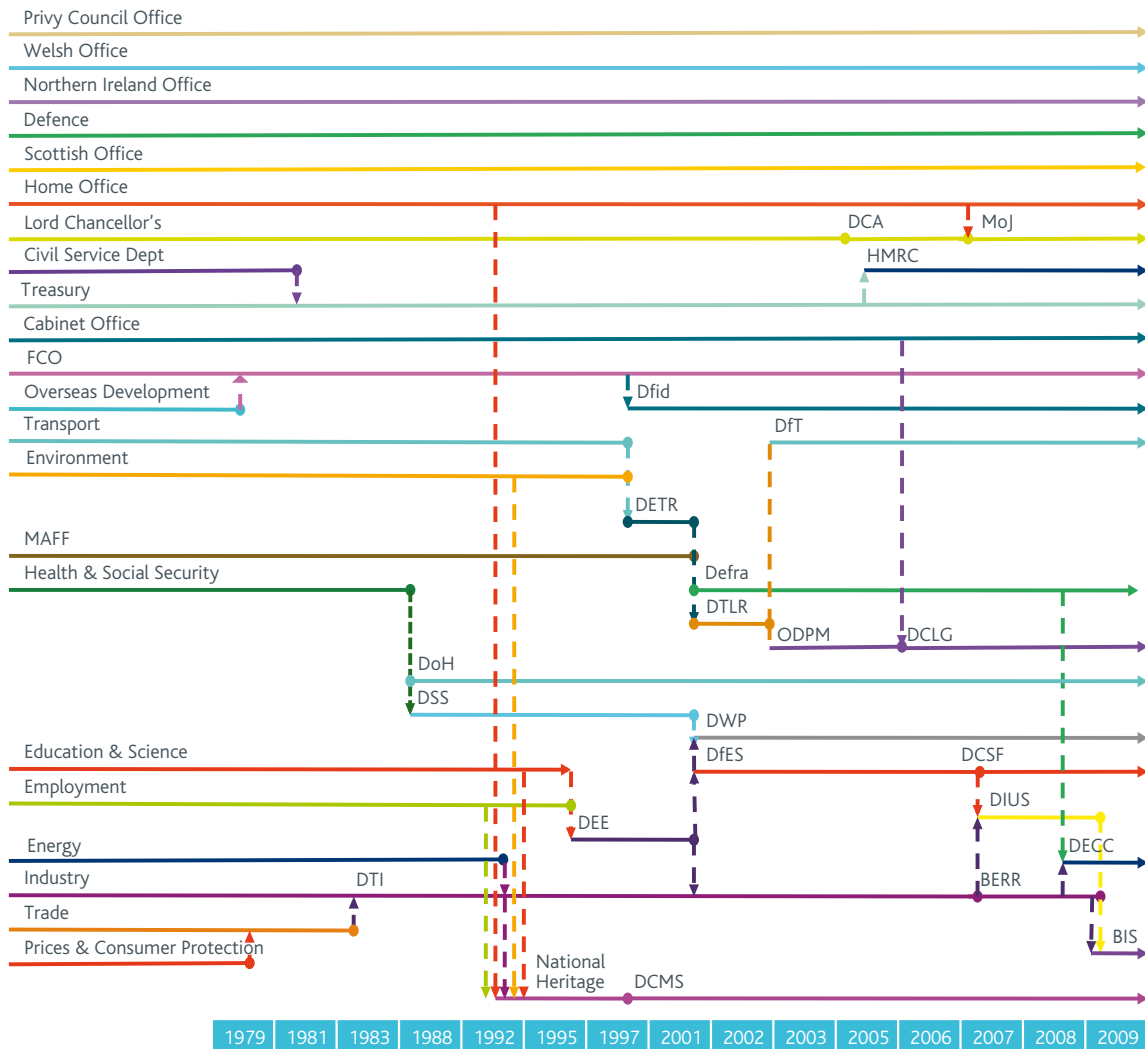 Privy Council Office
Welsh Office
Northern Ireland Office
Defence
Scottish Office
Home Office
Lord Chancellor's
DCA
MoJ
Civil Service Dept
HMRC
Treasury
Cabinet Office
FCO
Overseas Development
Dfid
Transport
DfT
Environment
DETR
MAFF
Health & Social Security
Defra
DTLR
ODPM
DCLG
DoH
DSS
DWP
Education & Science
DfES
DCSF
Employment
DIUS
DEE
Energy
DECC
Industry
DTI
BERR
Trade
Prices & Consumer Protection
BIS
National
Heritage
DCMS
1979 1981 1983 1988 1992 1995 1997 2001 2002 2003 2005 2006 2007 2008 2009